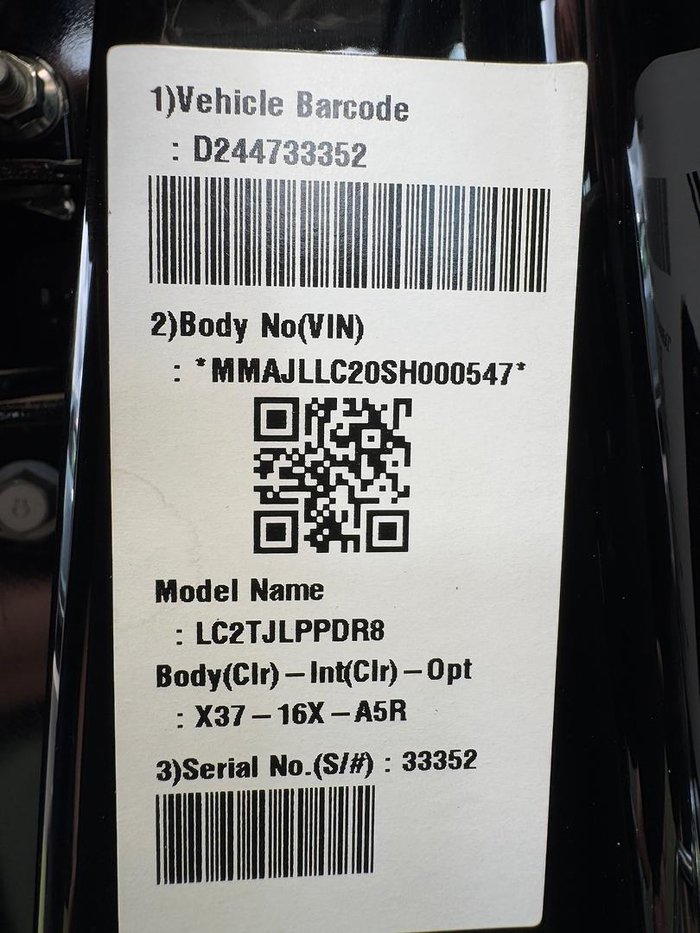 1)Vehicle Barcode
: D244733352
2)Body No(VIN)
: *MMAJLLC20SH000547*
Model Name
: LC2TJLPPDR8
Body(Clr)–Int(Clr)–Opt
: X37–16X–A5R
3)Serial No.(S/#) : 33352